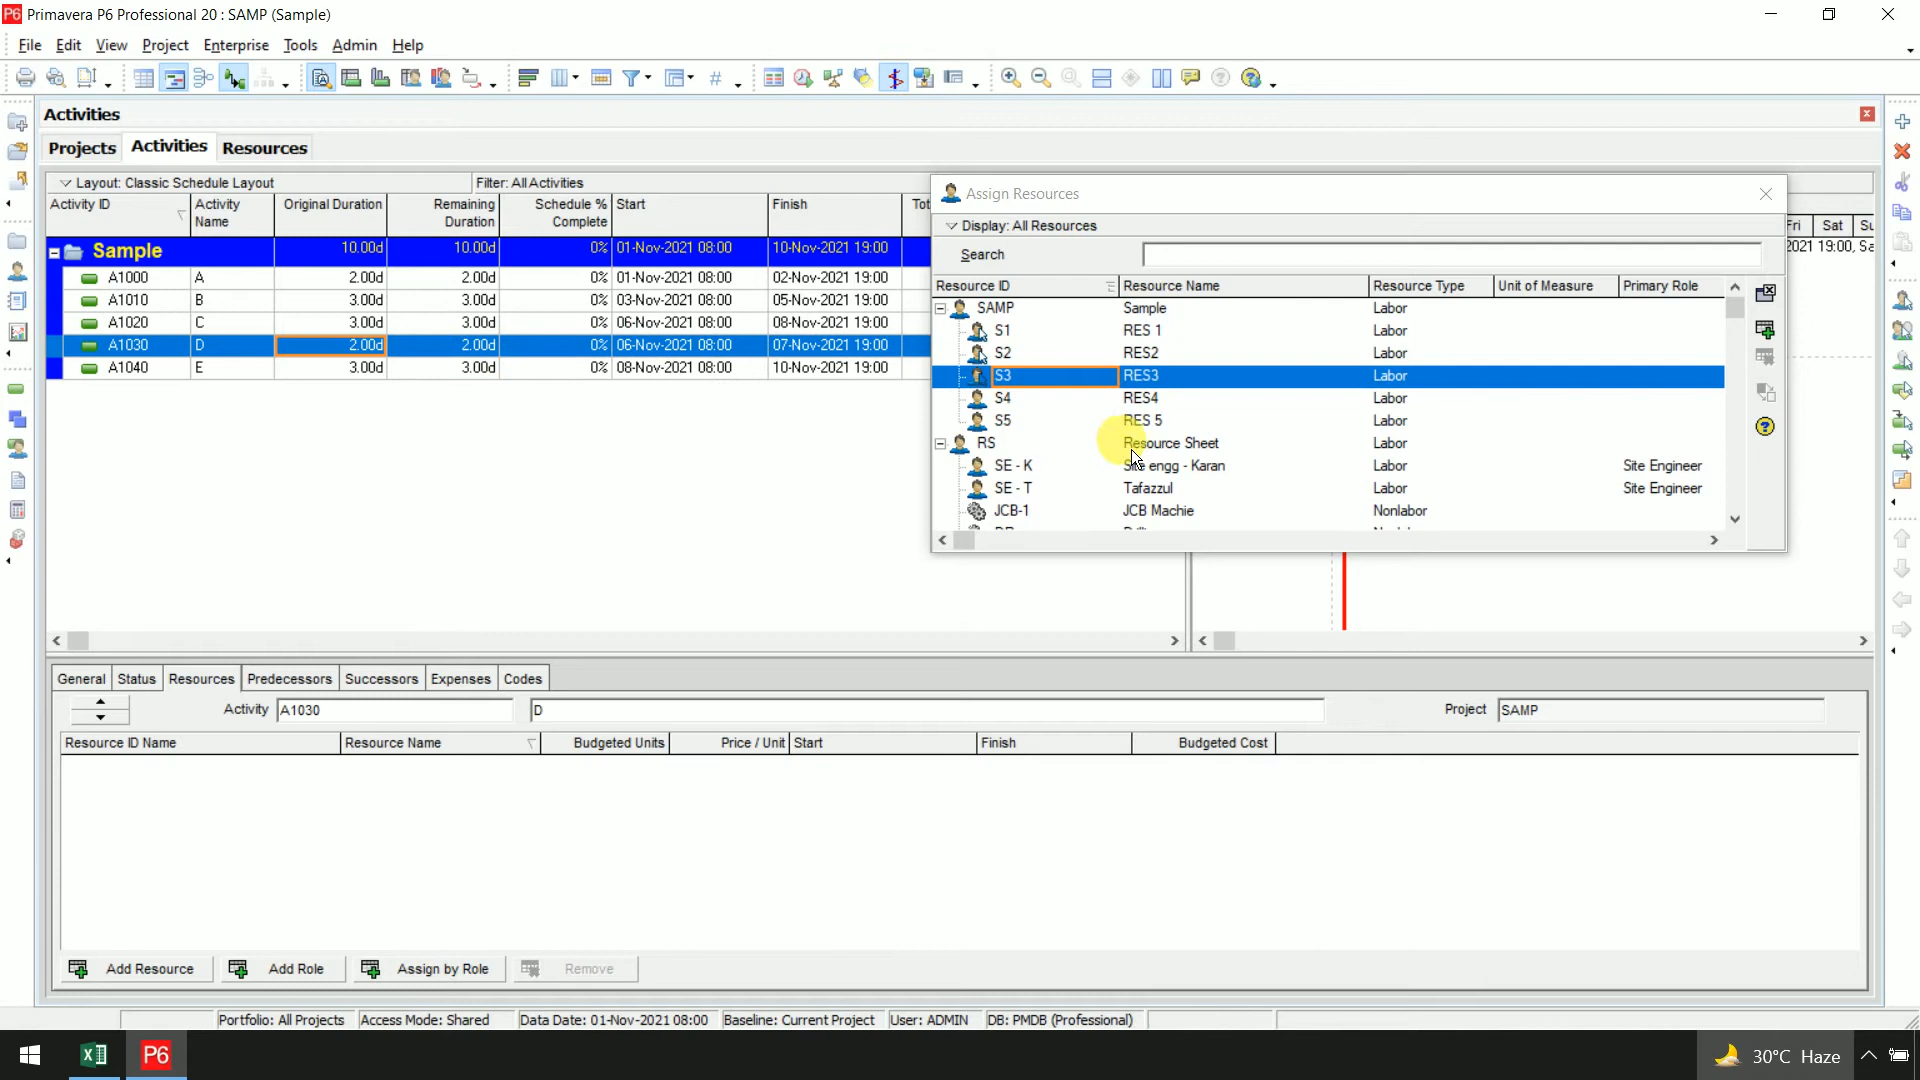 Primavera P6 Professional 20 : SAMP (Sample)
File Edit View Project Enterprise Tools Admin Help
Activities
Projects Activities Resources
Layout: Classic Schedule Layout Filter: All Activities
Activity ID Activity Name Original Duration Remaining Duration Schedule % Complete Start Finish Tot
Sample 10.00d 10.00d 0% 01-Nov-2021 08:00 10-Nov-2021 19:00
A1000 A 2.00d 2.00d 0% 01-Nov-2021 08:00 02-Nov-2021 19:00
A1010 B 3.00d 3.00d 0% 03-Nov-2021 08:00 05-Nov-2021 19:00
A1020 C 3.00d 3.00d 0% 06-Nov-2021 08:00 08-Nov-2021 19:00
A1030 D 2.00d 2.00d 0% 06-Nov-2021 08:00 07-Nov-2021 19:00
A1040 E 3.00d 3.00d 0% 08-Nov-2021 08:00 10-Nov-2021 19:00
Assign Resources
Display: All Resources
Search
Resource ID Resource Name Resource Type Unit of Measure Primary Role
SAMP Sample Labor
S1 RES 1 Labor
S2 RES2 Labor
S3 RES3 Labor
S4 RES4 Labor
S5 RES 5 Labor
RS Resource Sheet Labor
SE - K Site engg - Karan Labor Site Engineer
SE - T Tafazzul Labor Site Engineer
JCB-1 JCB Machie Nonlabor
Fri Sat Su
2021 19:00, Sa
General Status Resources Predecessors Successors Expenses Codes
Activity A1030 D Project SAMP
Resource ID Name Resource Name Budgeted Units Price / Unit Start Finish Budgeted Cost
Add Resource Add Role Assign by Role Remove
Portfolio: All Projects Access Mode: Shared Data Date: 01-Nov-2021 08:00 Baseline: Current Project User: ADMIN DB: PMDB (Professional)
P6 30°C Haze